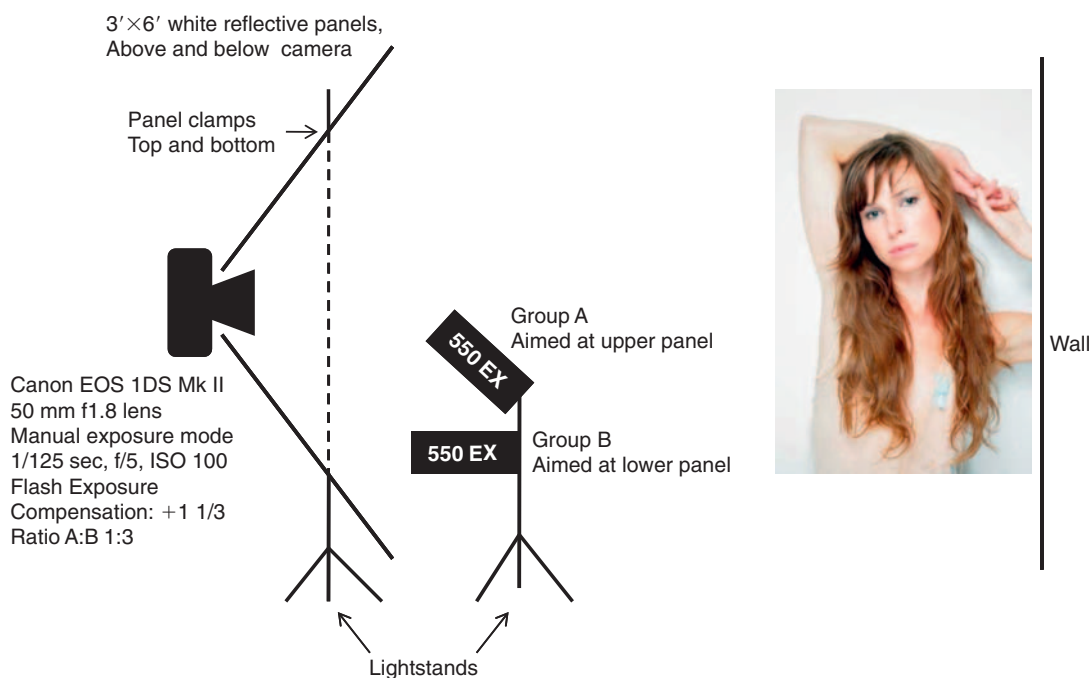 3′×6′ white reflective panels,
Above and below camera
Panel clamps
Top and bottom
Group A
Aimed at upper panel
550 EX
Wall
Canon EOS 1DS Mk II
50 mm f1.8 lens
Manual exposure mode
1/125 sec, f/5, ISO 100
Flash Exposure
Compensation: +1 1/3
Ratio A:B 1:3
550 EX
Group B
Aimed at lower panel
Lightstands